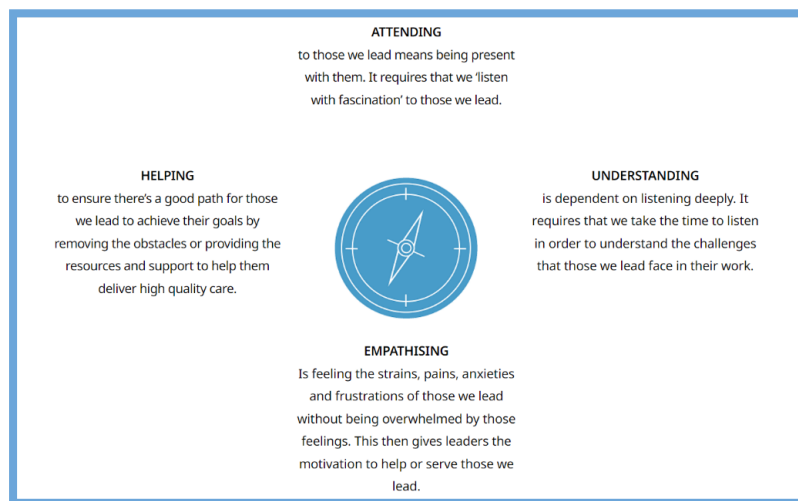 ATTENDING
to those we lead means being present
with them. It requires that we ‘listen
with fascination’ to those we lead.
HELPING
to ensure there’s a good path for those
we lead to achieve their goals by
removing the obstacles or providing the
resources and support to help them
deliver high quality care.
UNDERSTANDING
is dependent on listening deeply. It
requires that we take the time to listen
in order to understand the challenges
that those we lead face in their work.
EMPATHISING
Is feeling the strains, pains, anxieties
and frustrations of those we lead
without being overwhelmed by those
feelings. This then gives leaders the
motivation to help or serve those we
lead.